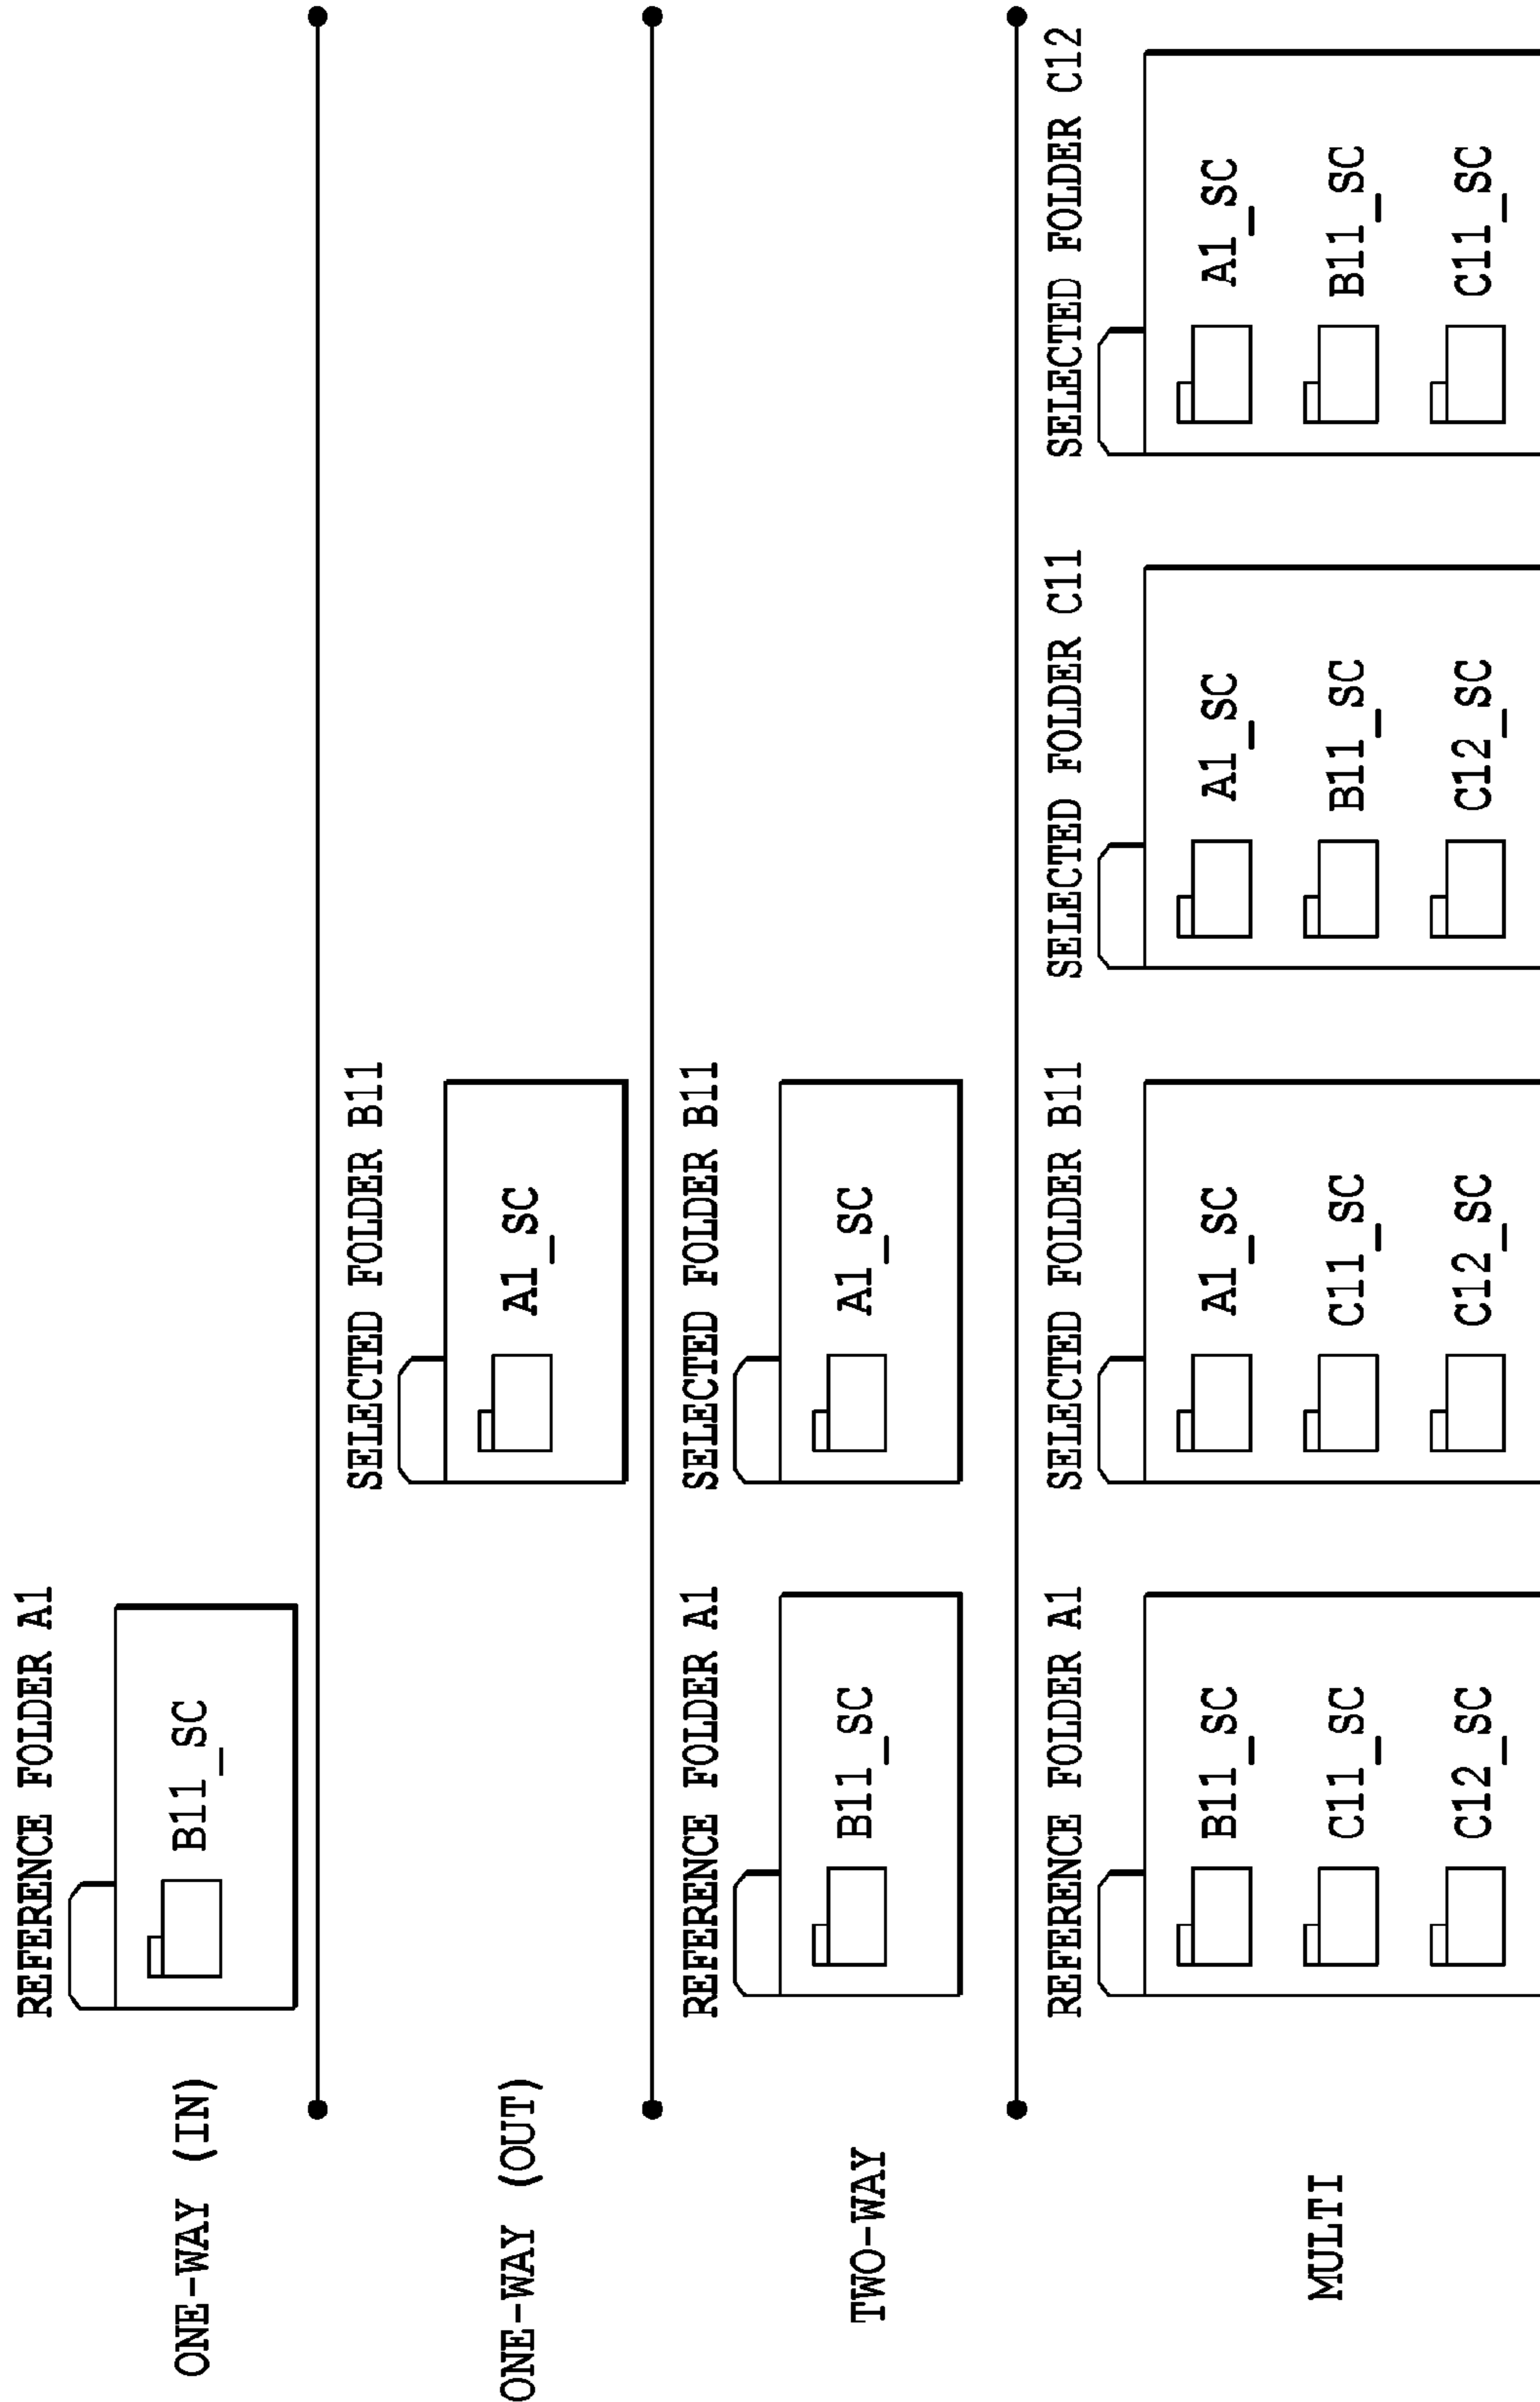 REFERENCE FOLDER A1
ONE-WAY (IN)
B11_SC
SELECTED FOLDER B11
ONE-WAY (OUT)
A1_SC
REFERENCE FOLDER A1
SELECTED FOLDER B11
TWO-WAY
B11_SC
A1_SC
REFERENCE FOLDER A1
SELECTED FOLDER B11
SELECTED FOLDER C11
SELECTED FOLDER C12
MULTI
B11_SC
A1_SC
A1_SC
A1_SC
C11_SC
C11_SC
B11_SC
B11_SC
C12_SC
C12_SC
C12_SC
C11_SC